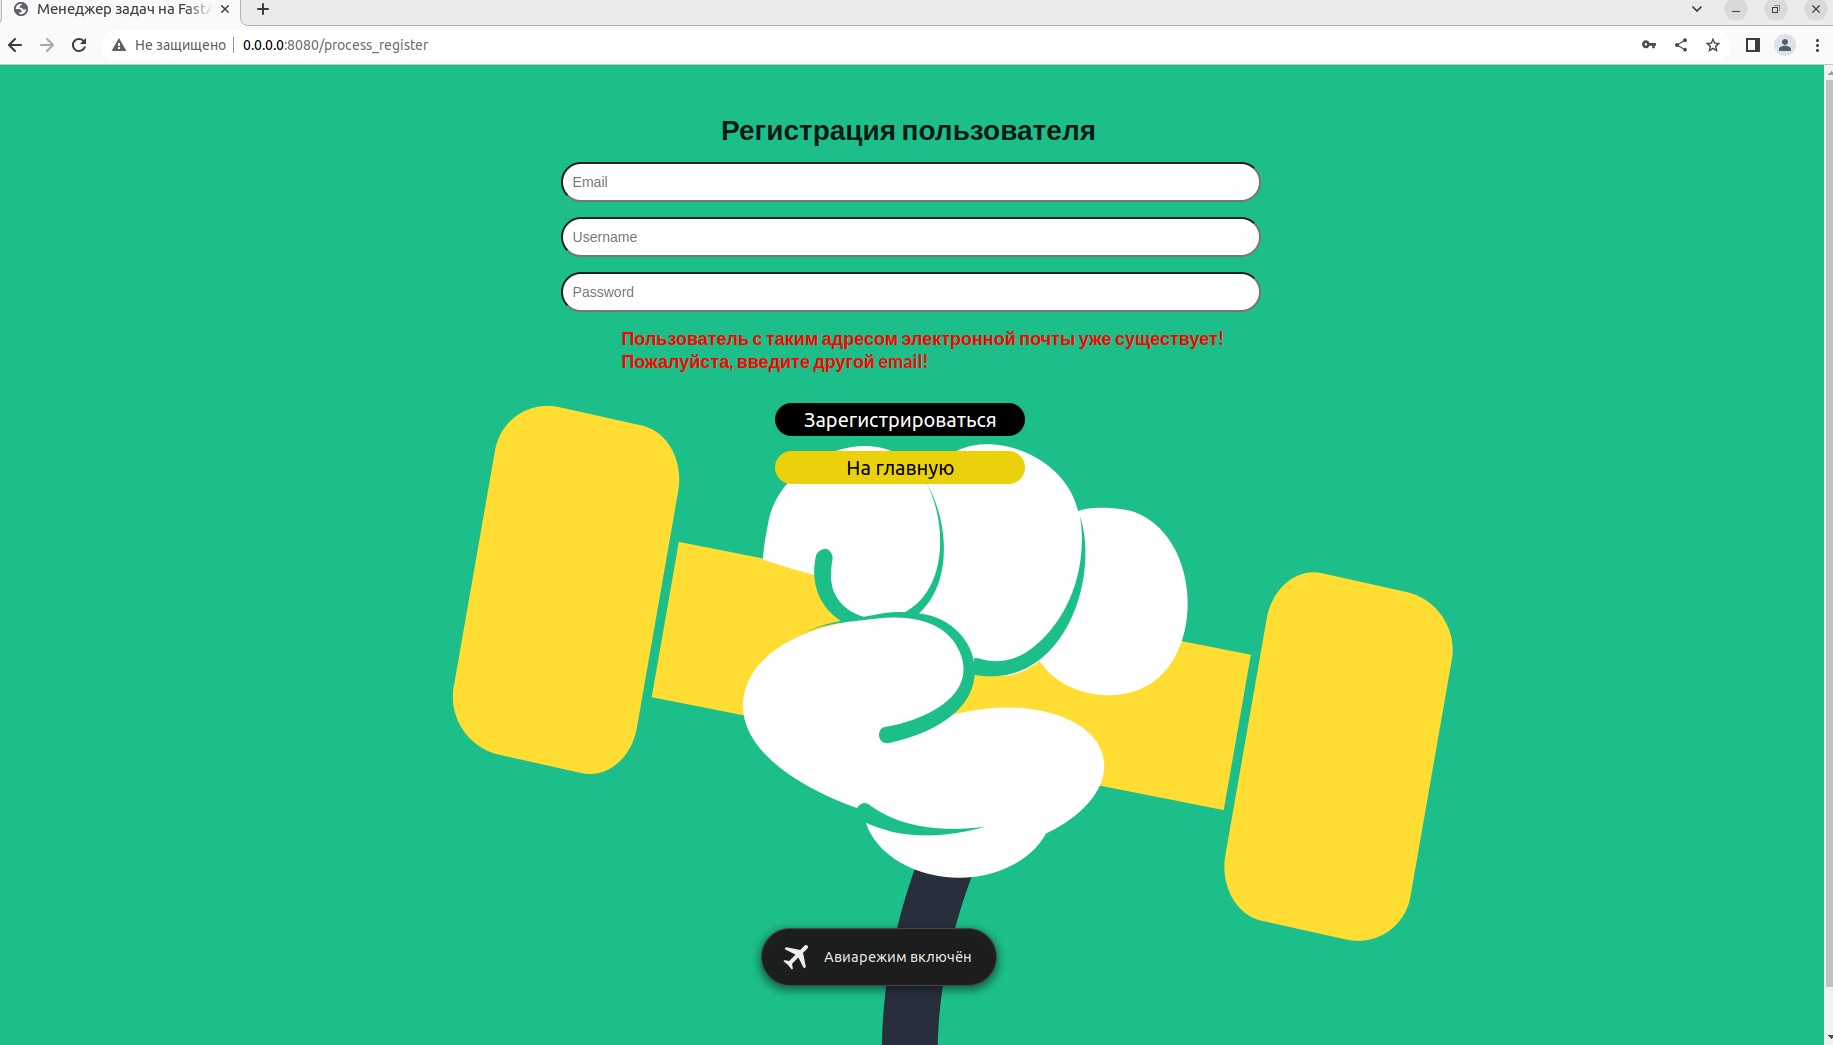 Менеджер задач на Fast
Не защищено
0.0.0.0:8080/process_register
Регистрация пользователя
Email
Username
Password
Пользователь с таким адресом электронной почты уже существует!
Пожалуйста, введите другой email!
Зарегистрироваться
На главную
Авиарежим включён